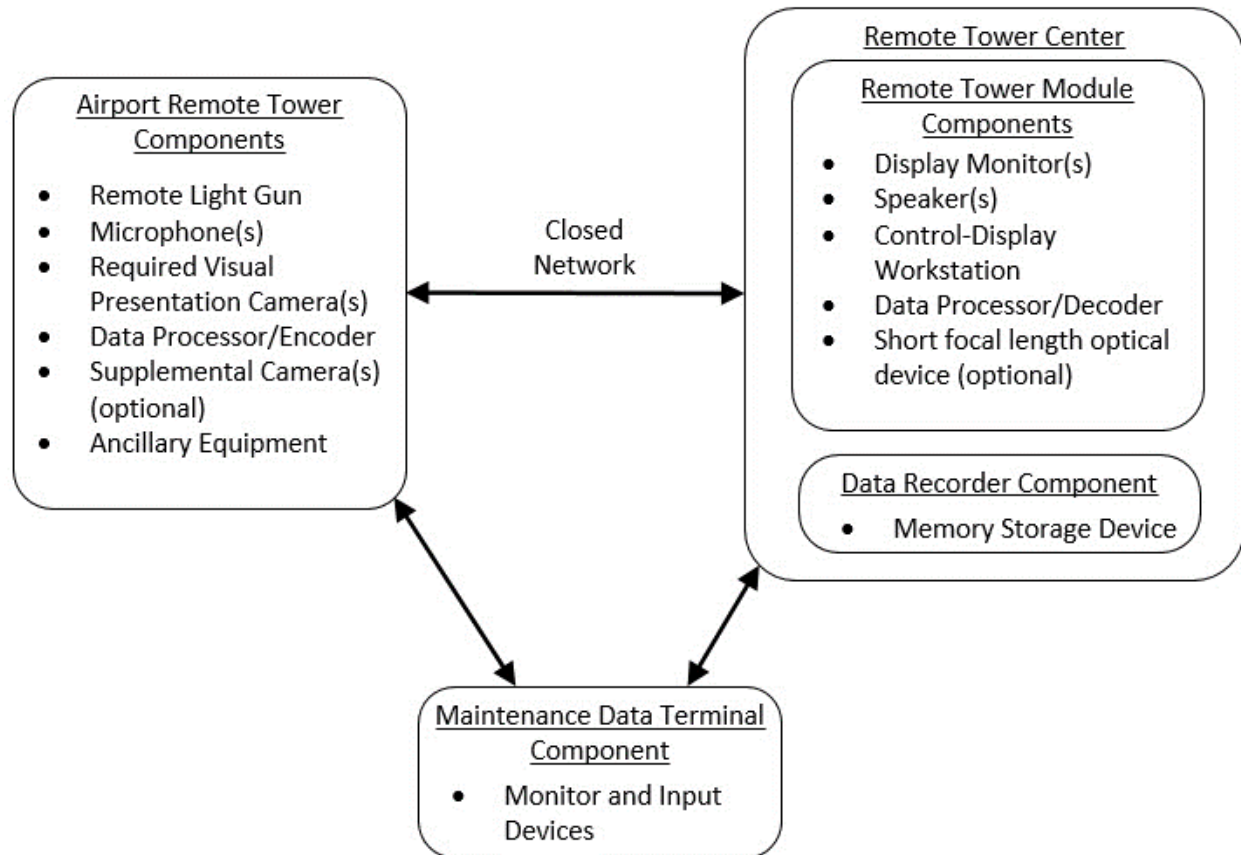 Airport Remote Tower
Components
• Remote Light Gun
• Microphone(s)
• Required Visual
Presentation Camera(s)
• Data Processor/Encoder
• Supplemental Camera(s)
(optional)
• Ancillary Equipment
Closed
Network
Remote Tower Center
Remote Tower Module
Components
• Display Monitor(s)
• Speaker(s)
• Control-Display
Workstation
• Data Processor/Decoder
• Short focal length optical
device (optional)
Data Recorder Component
• Memory Storage Device
Maintenance Data Terminal
Component
• Monitor and Input
Devices